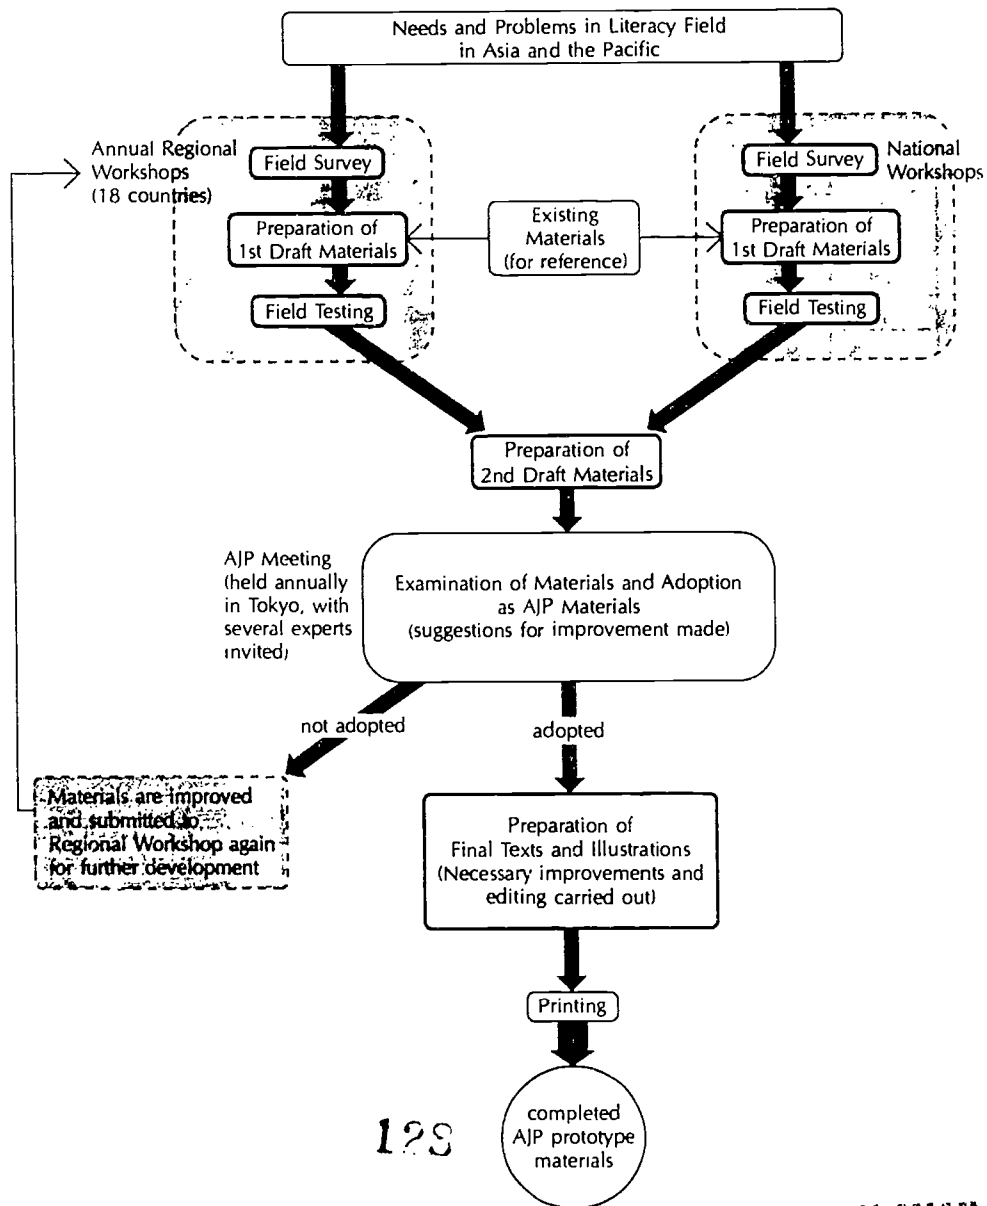 Needs and Problems in Literacy Field
in Asia and the Pacific
Annual Regional
Workshops
(18 countries)
Field Survey
Preparation of
1st Draft Materials
Field Testing
Existing
Materials
(for reference)
National
Workshops
Field Survey
Preparation of
1st Draft Materials
Field Testing
Preparation of
2nd Draft Materials
AJP Meeting
(held annually
in Tokyo, with
several experts
invited)
Examination of Materials and Adoption
as AJP Materials
(suggestions for improvement made)
not adopted
adopted
Materials are improved
and submitted to
Regional Workshop again
for further development
Preparation of
Final Texts and Illustrations
(Necessary improvements and
editing carried out)
Printing
completed
AJP prototype
materials